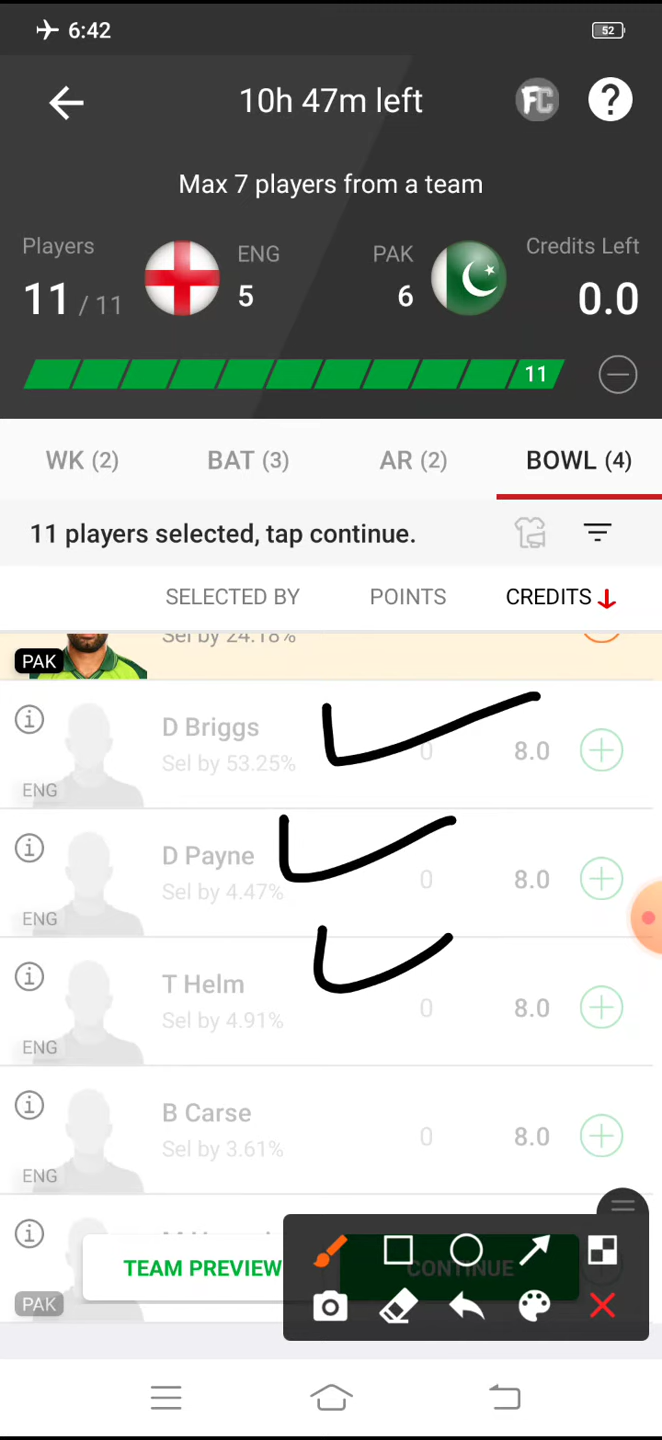 6:42
52
10h 47m left
FC
?
Max 7 players from a team
Players
11 / 11
ENG
5
PAK
6
Credits Left
0.0
11
WK (2)
BAT (3)
AR (2)
BOWL (4)
11 players selected, tap continue.
SELECTED BY
POINTS
CREDITS
Sel by 24.18%
PAK
D Briggs
Sel by 53.25%
0
8.0
ENG
D Payne
Sel by 4.47%
0
8.0
ENG
T Helm
Sel by 4.91%
0
8.0
ENG
B Carse
Sel by 3.61%
0
8.0
ENG
TEAM PREVIEW
CONTINUE
PAK